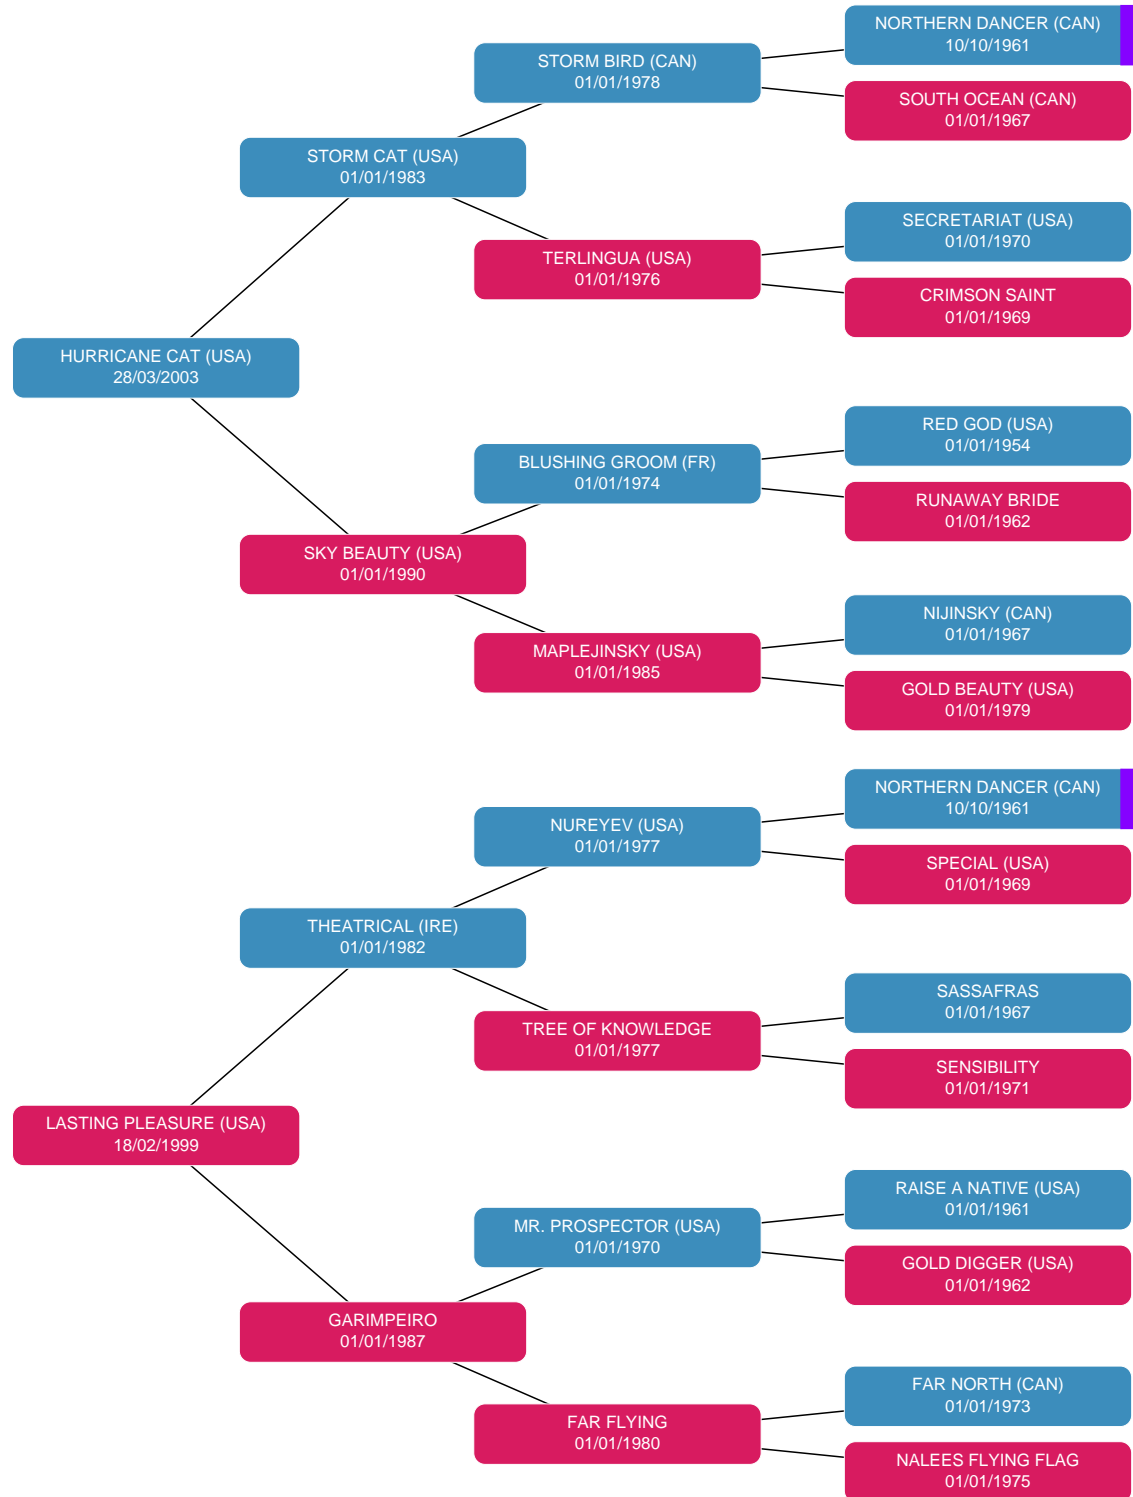 NORTHERN DANCER (CAN)
10/10/1961
STORM BIRD (CAN)
01/01/1978
SOUTH OCEAN (CAN)
01/01/1967
STORM CAT (USA)
01/01/1983
SECRETARIAT (USA)
01/01/1970
TERLINGUA (USA)
01/01/1976
CRIMSON SAINT
01/01/1969
HURRICANE CAT (USA)
28/03/2003
RED GOD (USA)
01/01/1954
BLUSHING GROOM (FR)
01/01/1974
RUNAWAY BRIDE
01/01/1962
SKY BEAUTY (USA)
01/01/1990
NIJINSKY (CAN)
01/01/1967
MAPLEJINSKY (USA)
01/01/1985
GOLD BEAUTY (USA)
01/01/1979
NORTHERN DANCER (CAN)
10/10/1961
NUREYEV (USA)
01/01/1977
SPECIAL (USA)
01/01/1969
THEATRICAL (IRE)
01/01/1982
SASSAFRAS
01/01/1967
TREE OF KNOWLEDGE
01/01/1977
SENSIBILITY
01/01/1971
LASTING PLEASURE (USA)
18/02/1999
RAISE A NATIVE (USA)
01/01/1961
MR. PROSPECTOR (USA)
01/01/1970
GOLD DIGGER (USA)
01/01/1962
GARIMPEIRO
01/01/1987
FAR NORTH (CAN)
01/01/1973
FAR FLYING
01/01/1980
NALEES FLYING FLAG
01/01/1975